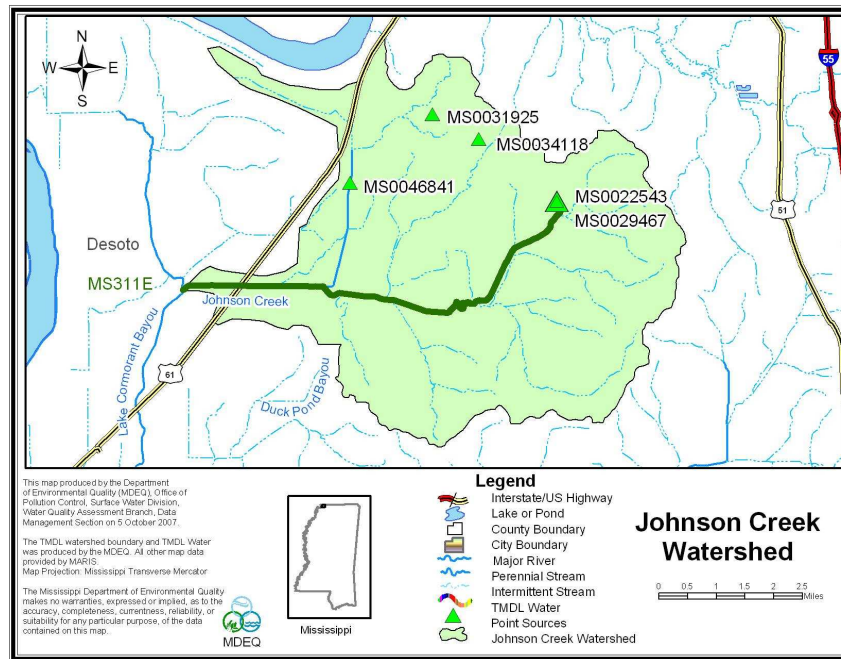 N
W E
S
55
MS0031925
MS0034118
MS0046841
MS0022543
MS0029467
51
Desoto
MS311E
Johnson Creek
Lake Cormorant Bayou
61
Duck Pond Bayou
This map produced by the Department
of Environmental Quality (MDEQ), Office of
Pollution Control, Surface Water Division,
Water Quality Assessment Branch, Data
Management Section on 5 October 2007.
The TMDL watershed boundary and TMDL Water
was produced by the MDEQ. All other map data
provided by MARIS.
Map Projection: Mississippi Transverse Mercator
The Mississippi Department of Environmental Quality
makes no warranties, expressed or implied, as to the
accuracy, completeness, currentness, reliability, or
suitability for any particular purpose, of the data
contained on this map.
MDEQ
Mississippi
Legend
Interstate/US Highway
Lake or Pond
County Boundary
City Boundary
Major River
Perennial Stream
Intermittent Stream
TMDL Water
Point Sources
Johnson Creek Watershed
Johnson Creek
Watershed
0 0.5 1 1.5 2 2.5
Miles